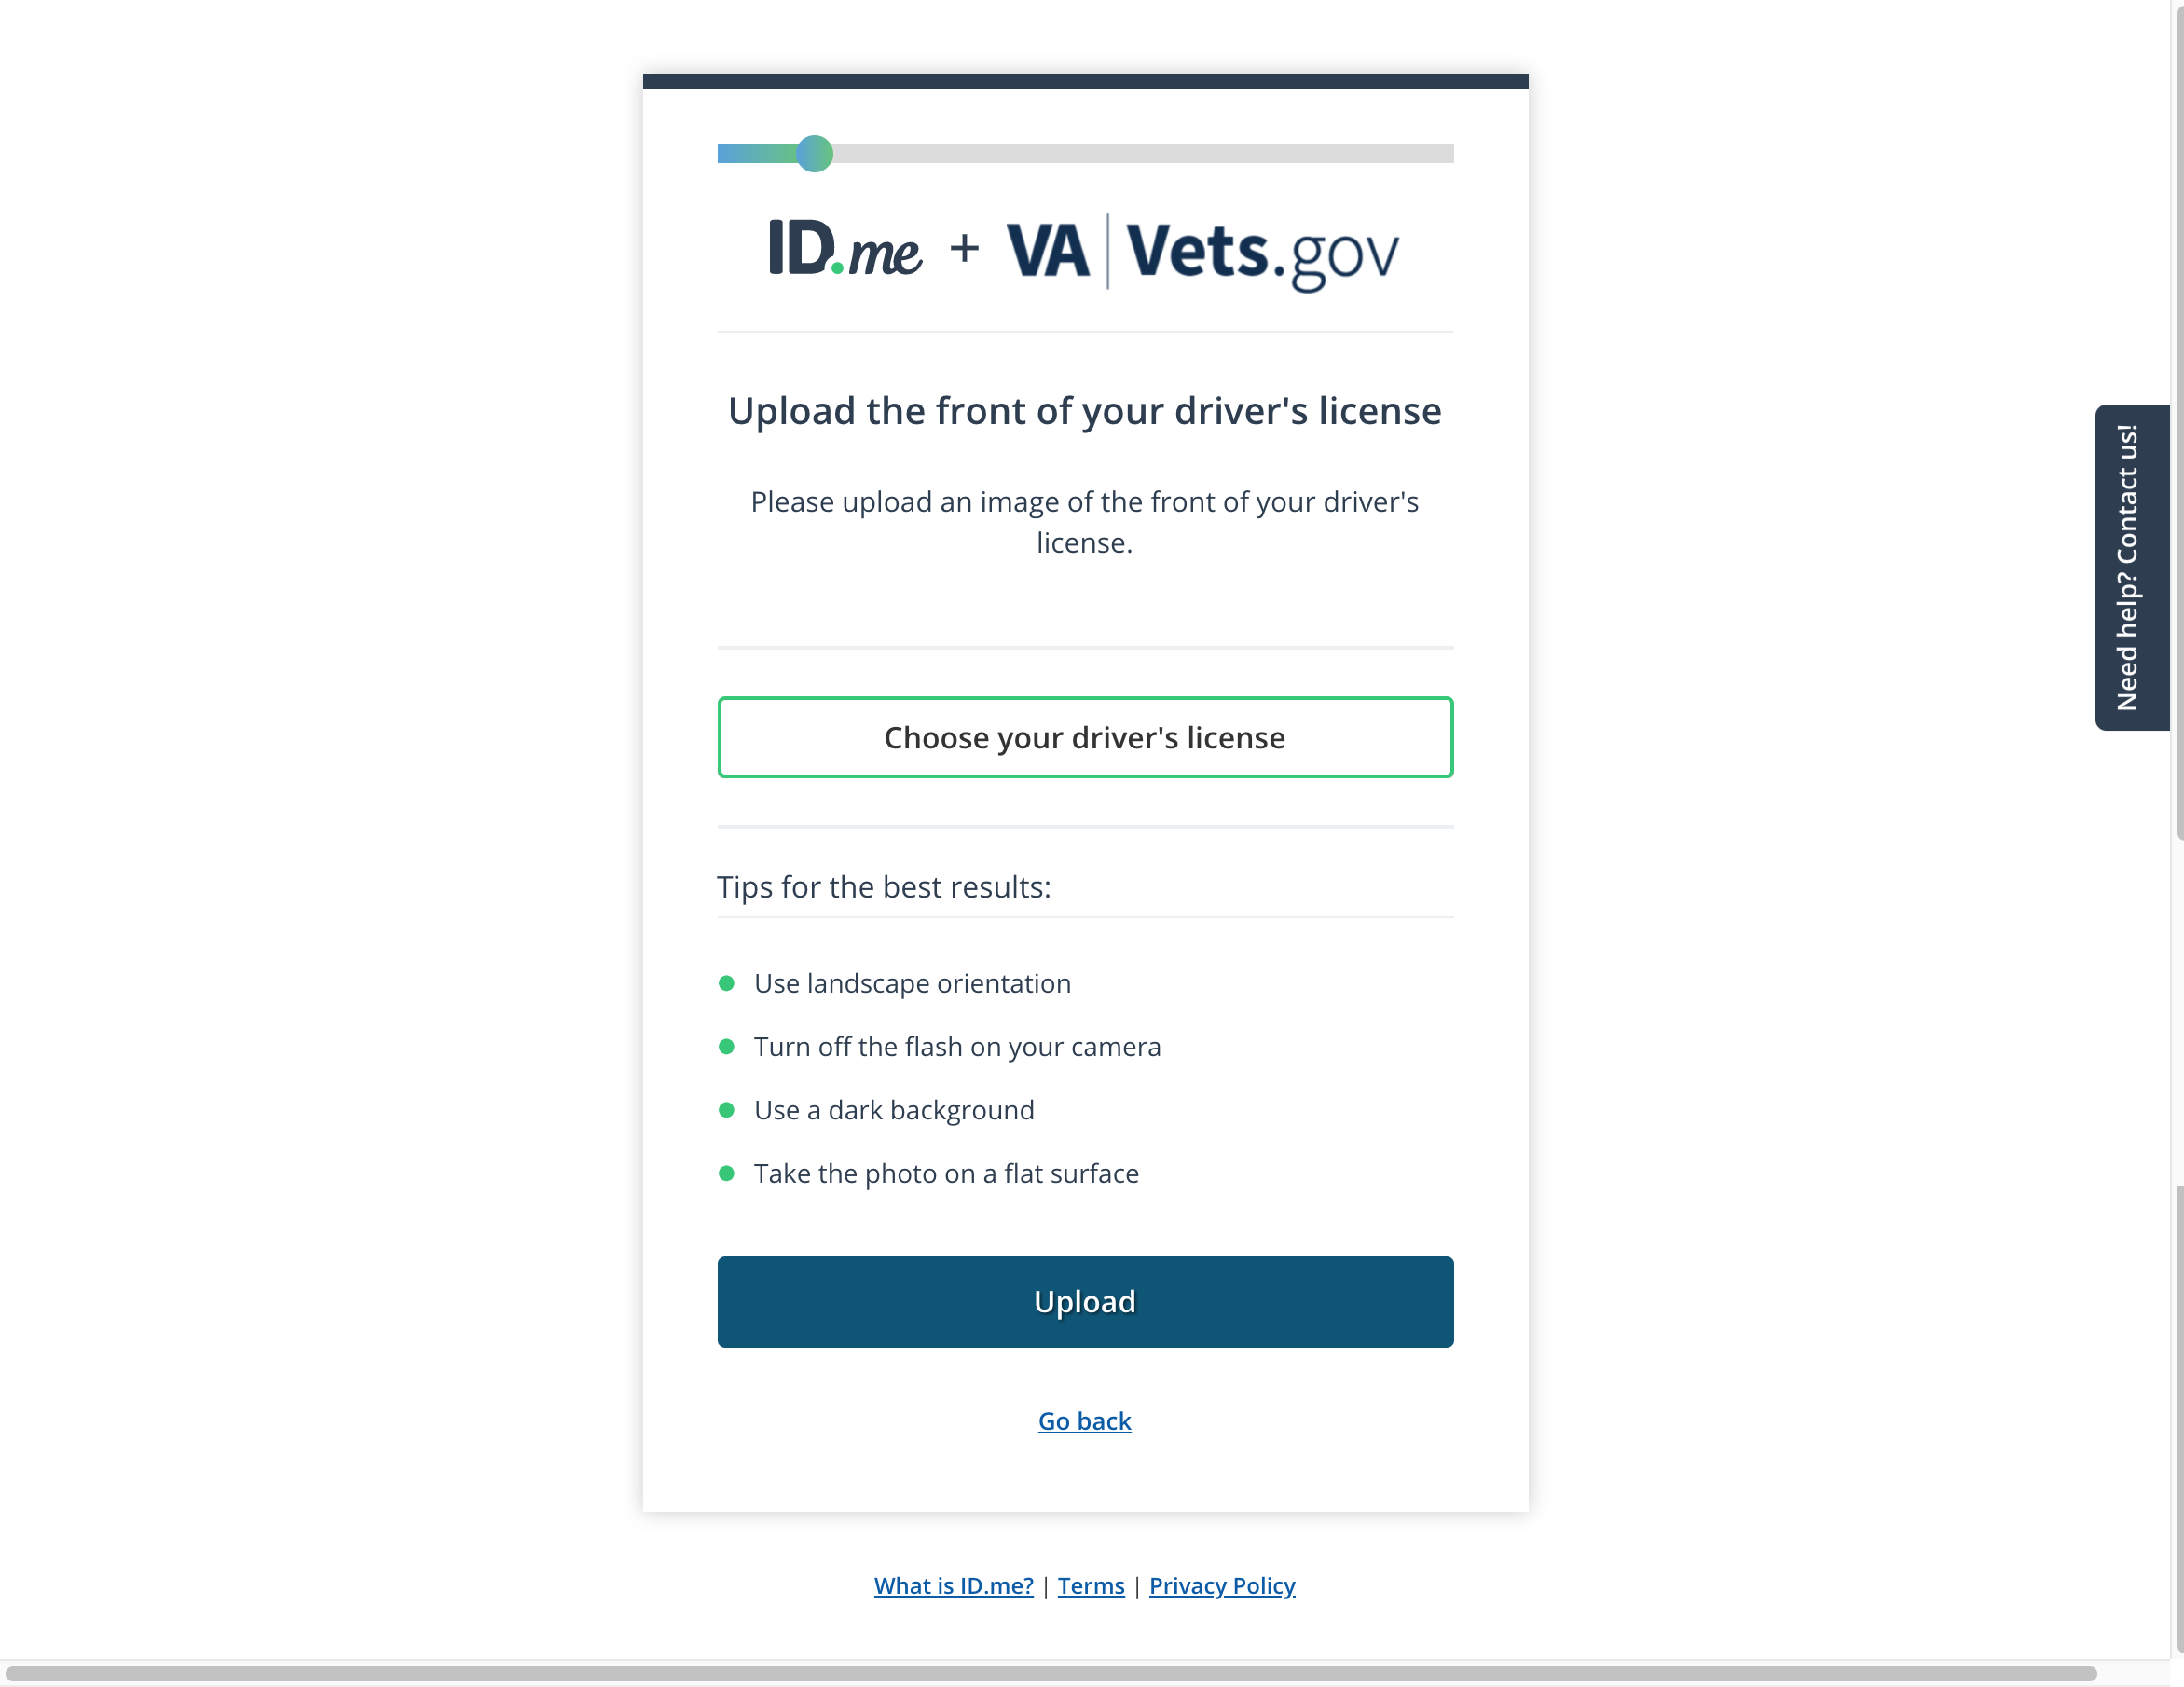 ID.me + VA | Vets.gov
Upload the front of your driver's license
Please upload an image of the front of your driver's
license.
Choose your driver's license
Tips for the best results:
Use landscape orientation
Turn off the flash on your camera
Use a dark background
Take the photo on a flat surface
Upload
Go back
What is ID.me? | Terms | Privacy Policy
Need help? Contact us!